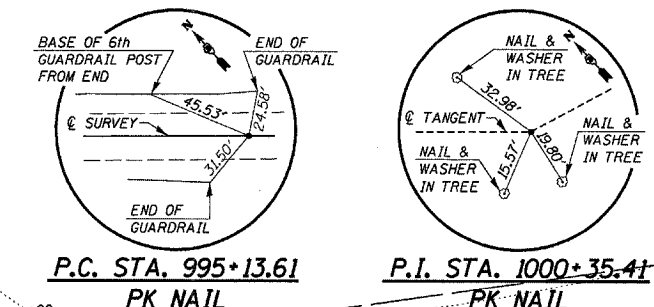 N
BASE OF 6th
GUARDRAIL POST
FROM END
END OF
GUARDRAIL
45.53'
24.58'
℄ SURVEY
31.50'
END OF
GUARDRAIL
P.C. STA. 995+13.61
PK NAIL
N
NAIL &
WASHER
IN TREE
32.98'
℄ TANGENT
NAIL &
WASHER
IN TREE
15.57'
19.80'
NAIL &
WASHER
IN TREE
P.I. STA. 1000+35.41
PK NAIL